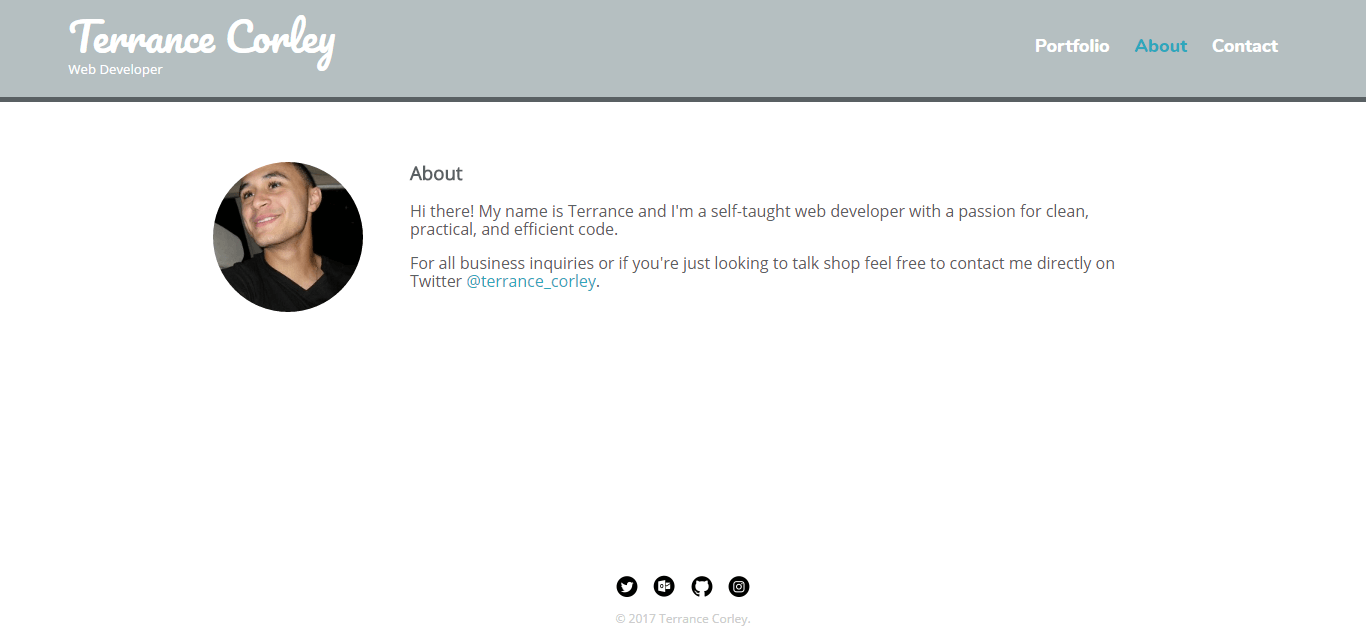 Terrance Corley
Web Developer
Portfolio About Contact
About
Hi there! My name is Terrance and I'm a self-taught web developer with a passion for clean,
practical, and efficient code.
For all business inquiries or if you're just looking to talk shop feel free to contact me directly on
Twitter @terrance_corley.
© 2017 Terrance Corley.